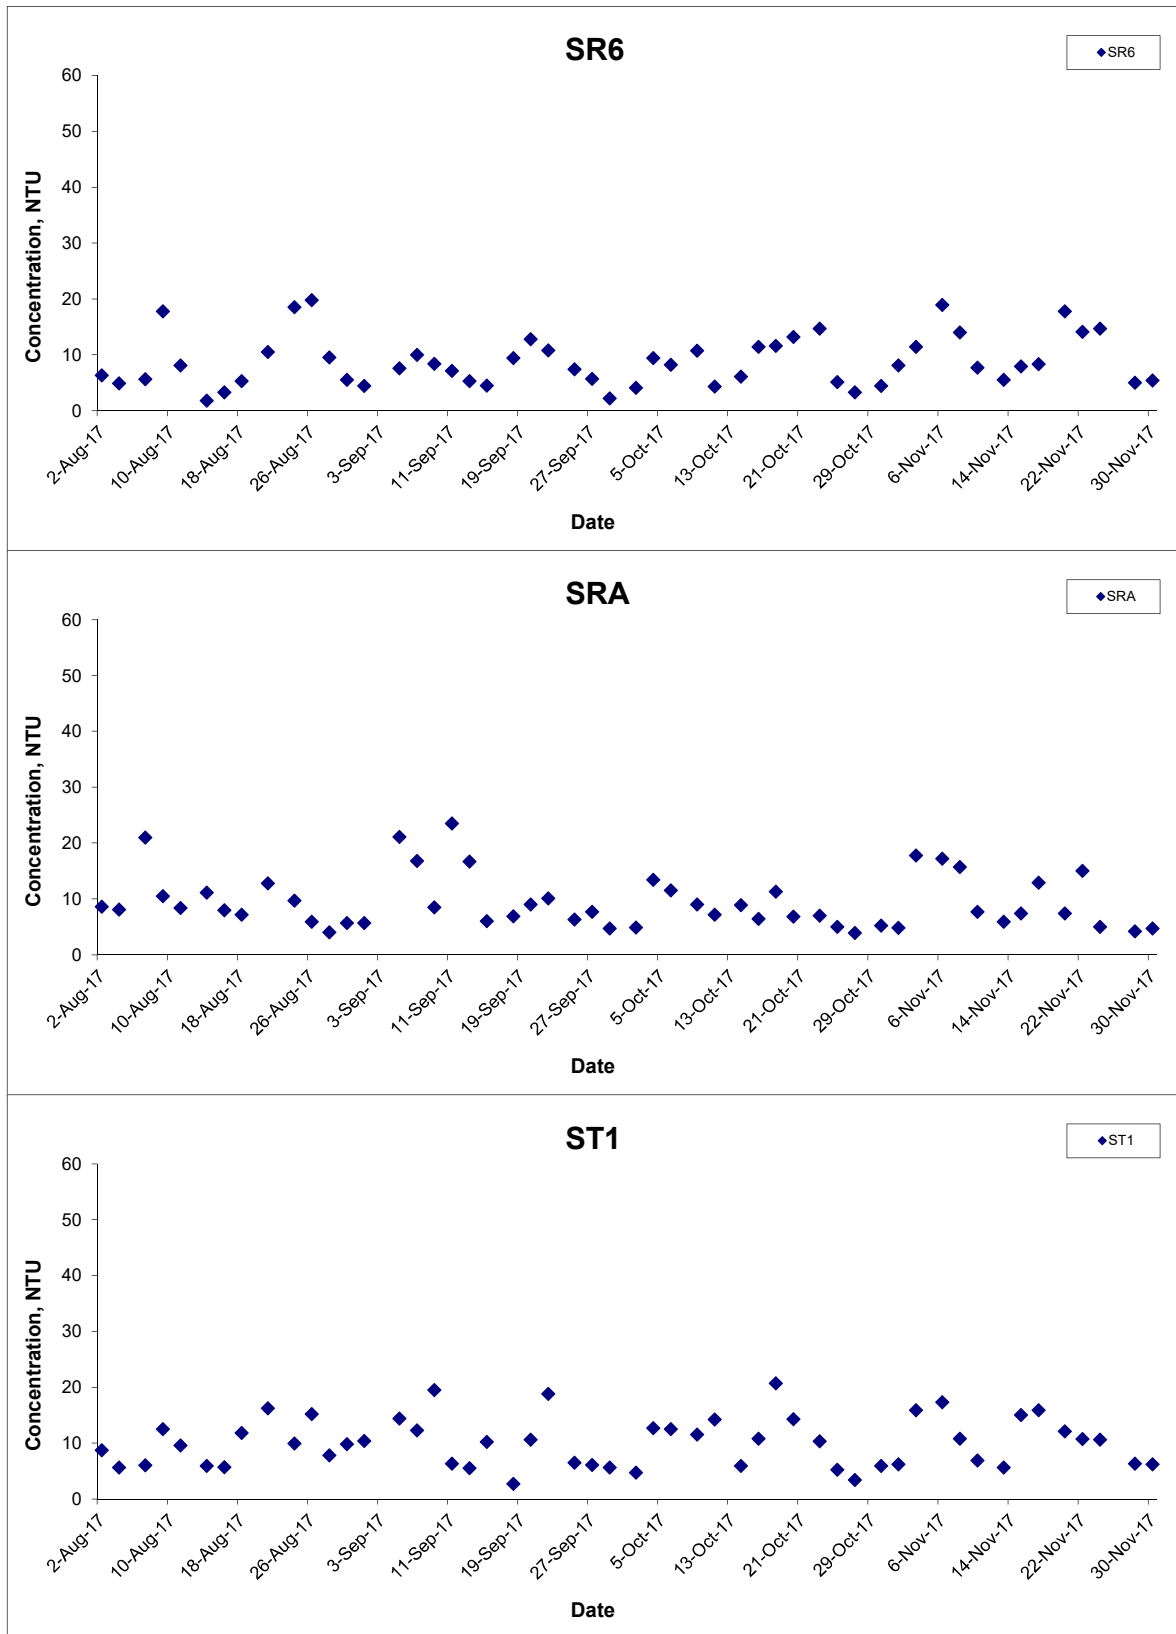 SR6
SR6
60
50
40
30
20
10
0
Concentration, NTU
2-Aug-17
10-Aug-17
18-Aug-17
26-Aug-17
3-Sep-17
11-Sep-17
19-Sep-17
27-Sep-17
5-Oct-17
13-Oct-17
21-Oct-17
29-Oct-17
6-Nov-17
14-Nov-17
22-Nov-17
30-Nov-17
Date
SRA
SRA
60
50
40
30
20
10
0
Concentration, NTU
2-Aug-17
10-Aug-17
18-Aug-17
26-Aug-17
3-Sep-17
11-Sep-17
19-Sep-17
27-Sep-17
5-Oct-17
13-Oct-17
21-Oct-17
29-Oct-17
6-Nov-17
14-Nov-17
22-Nov-17
30-Nov-17
Date
ST1
ST1
60
50
40
30
20
10
0
Concentration, NTU
2-Aug-17
10-Aug-17
18-Aug-17
26-Aug-17
3-Sep-17
11-Sep-17
19-Sep-17
27-Sep-17
5-Oct-17
13-Oct-17
21-Oct-17
29-Oct-17
6-Nov-17
14-Nov-17
22-Nov-17
30-Nov-17
Date